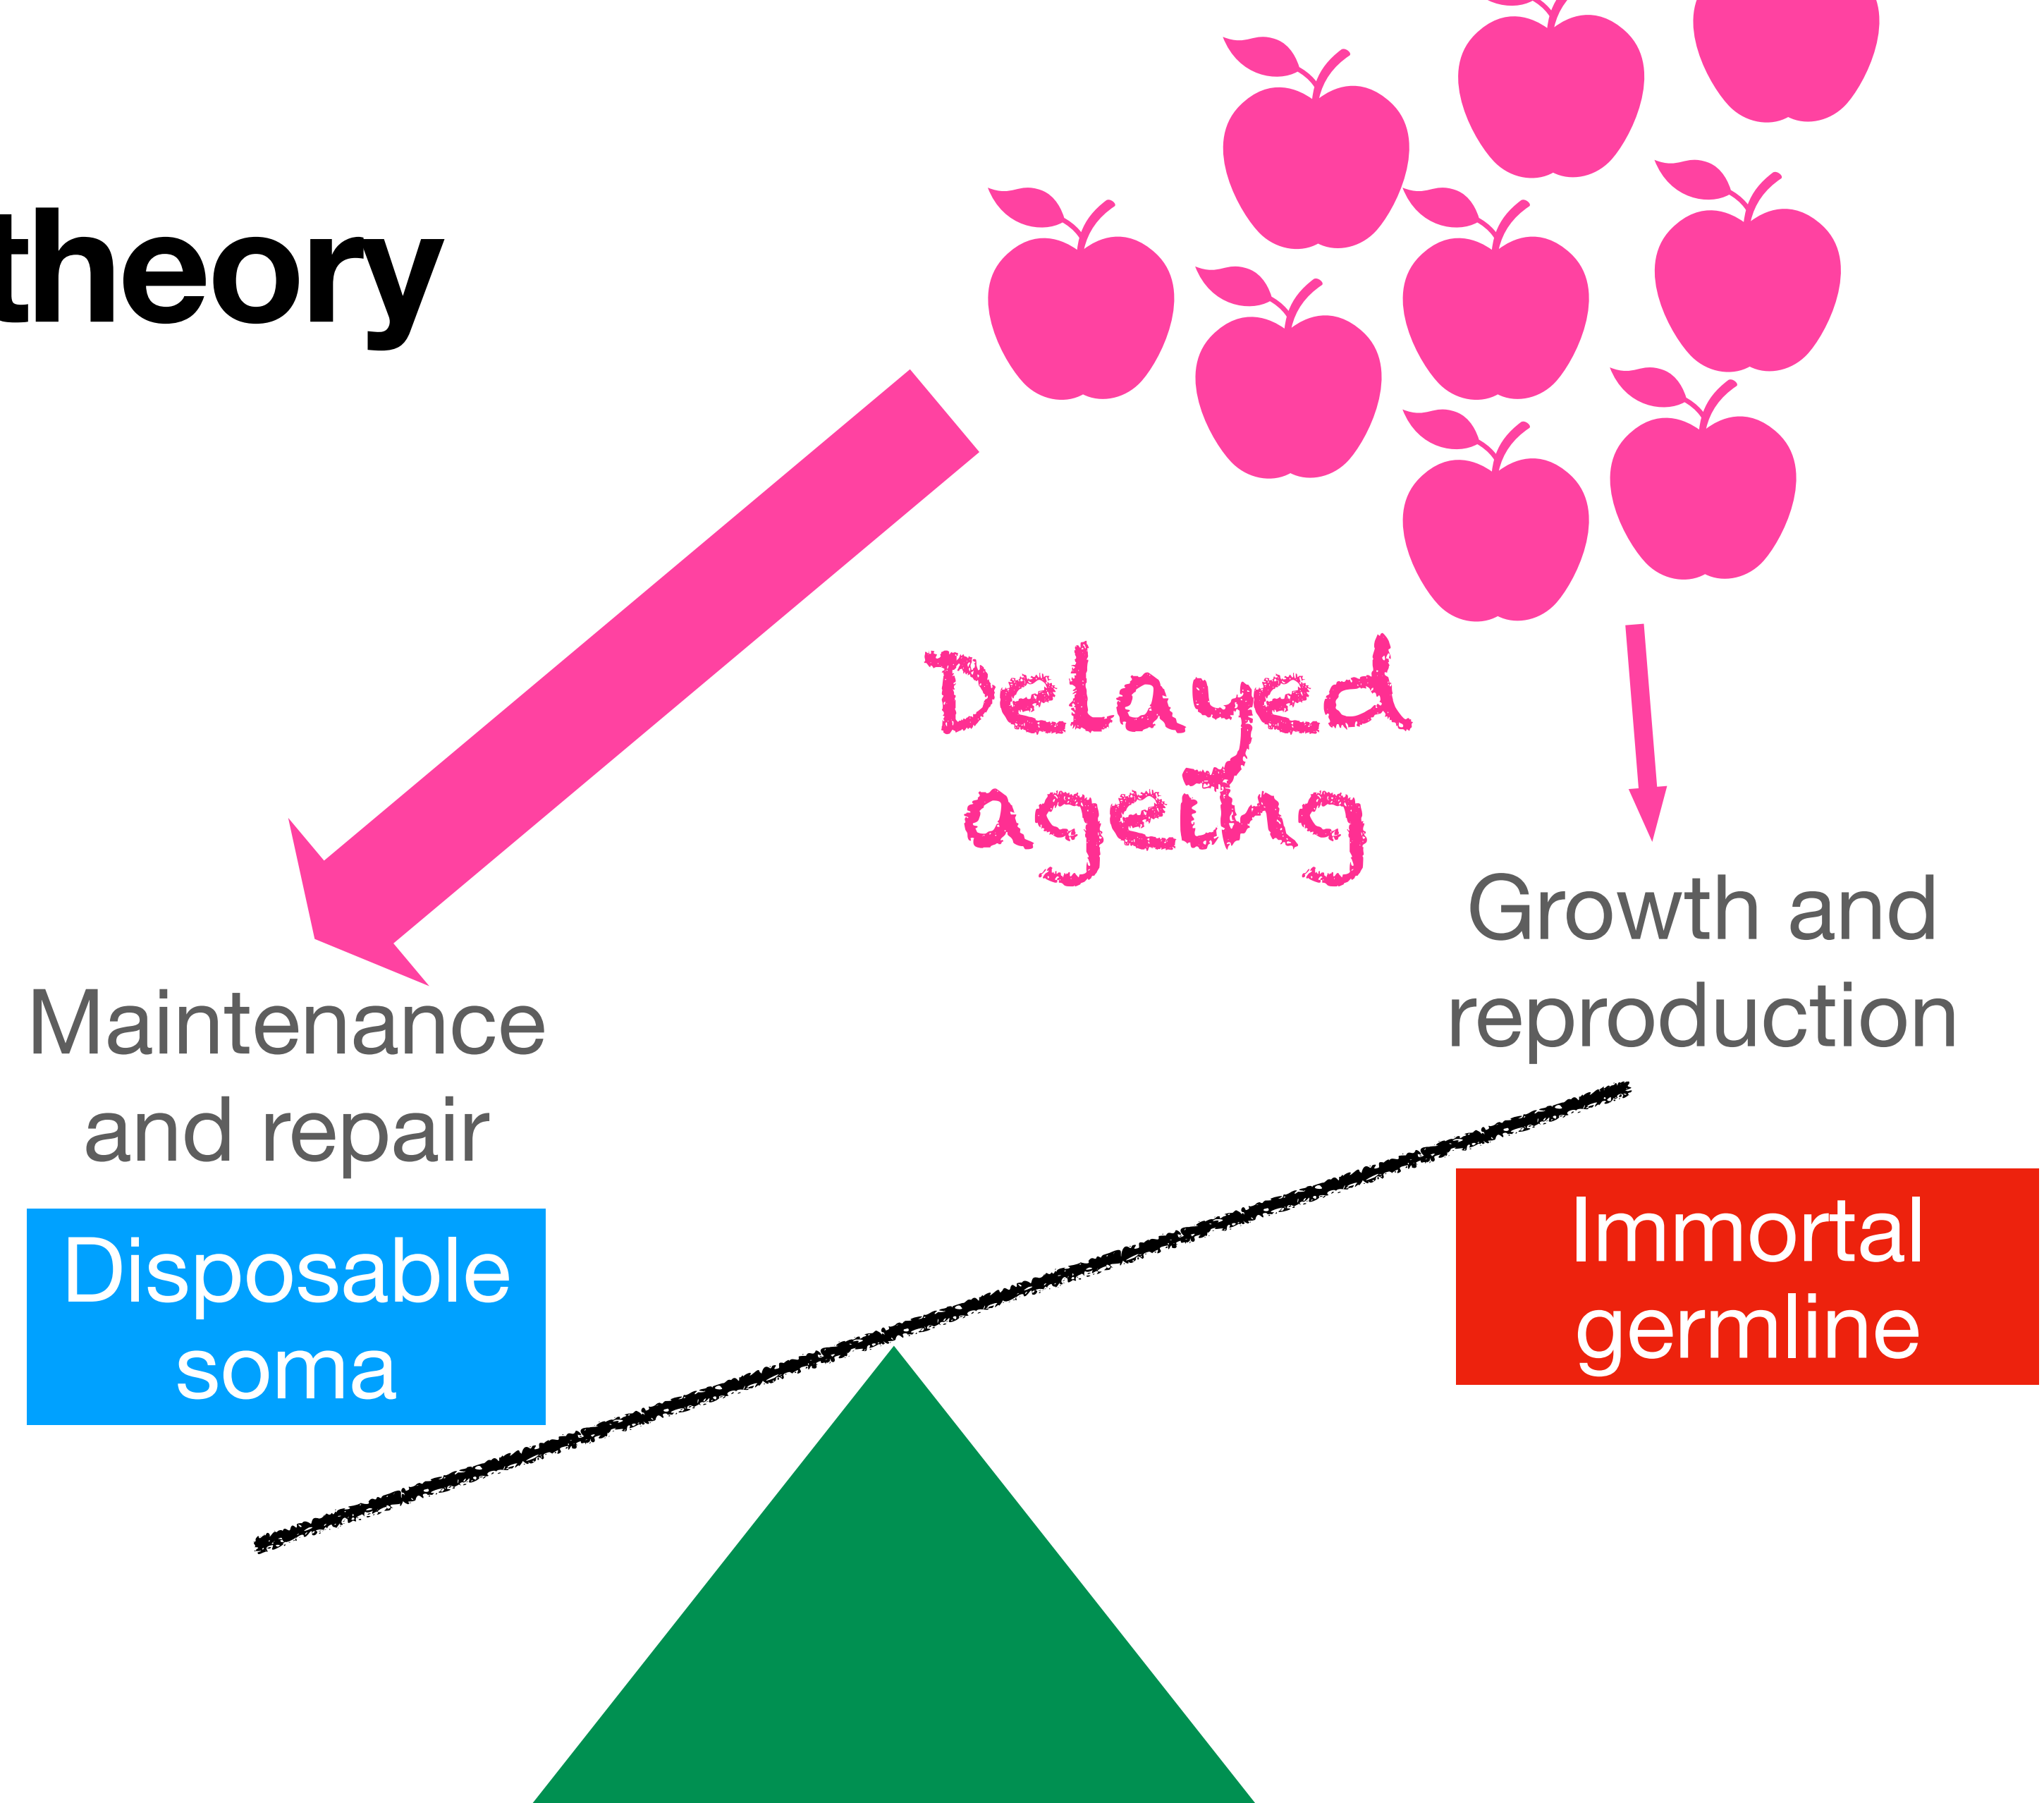 theory
Delayed
ageing
Growth and
reproduction
Maintenance
and repair
Disposable
soma
Immortal
germline